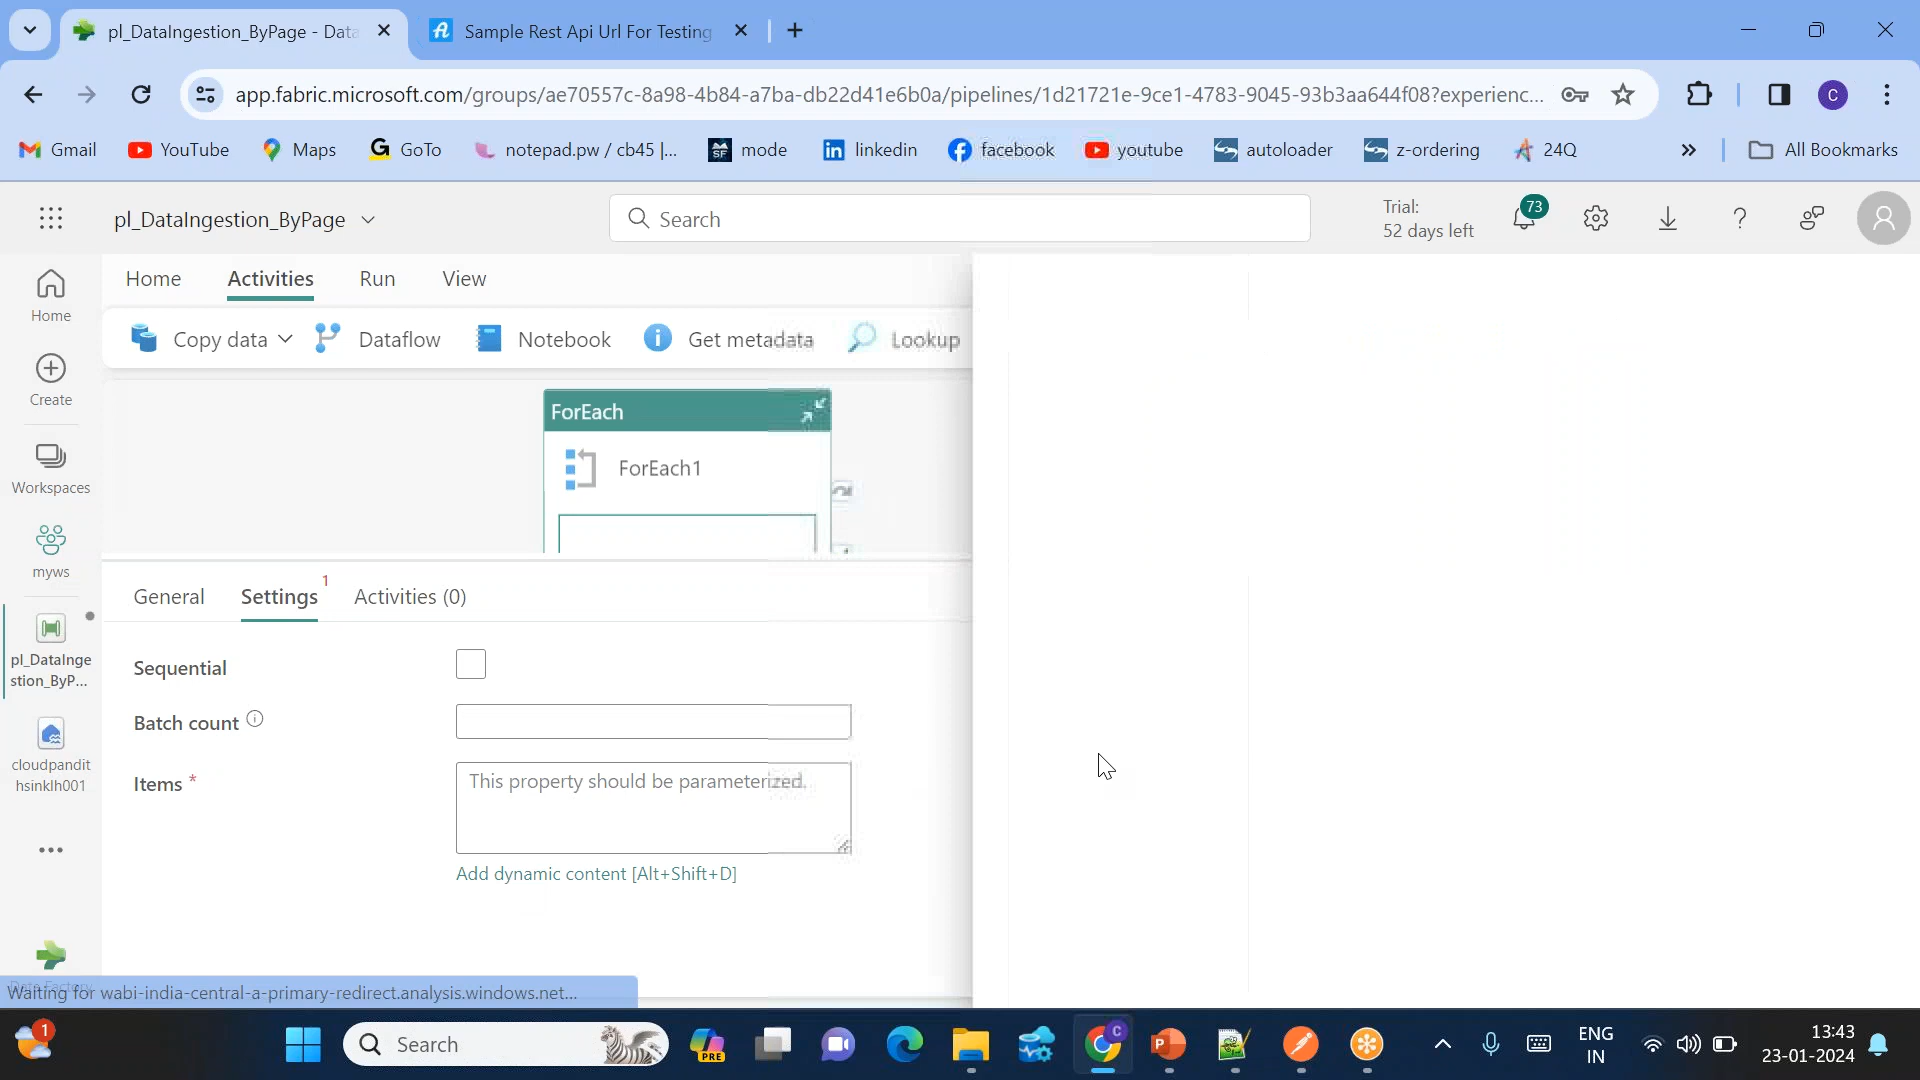 pl_DataIngestion_ByPage - Data
Sample Rest Api Url For Testing
app.fabric.microsoft.com/groups/ae70557c-8a98-4b84-a7ba-db22d41e6b0a/pipelines/1d21721e-9ce1-4783-9045-93b3aa644f08?experienc...
C
Gmail
YouTube
Maps
GoTo
notepad.pw / cb45 |...
mode
linkedin
facebook
youtube
autoloader
z-ordering
24Q
All Bookmarks
pl_DataIngestion_ByPage
Search
Trial:
52 days left
73
Home
Activities
Run
View
Home
Copy data
Dataflow
Notebook
Get metadata
Lookup
Create
ForEach
ForEach1
Workspaces
myws
General
Settings
1
Activities (0)
pl_DataInge
stion_ByP...
Sequential
Batch count
cloudpandit
hsinklh001
Items *
This property should be parameterized.
Add dynamic content [Alt+Shift+D]
Data Factory
Waiting for wabi-india-central-a-primary-redirect.analysis.windows.net...
1
Search
PRE
C
ENG
IN
13:43
23-01-2024